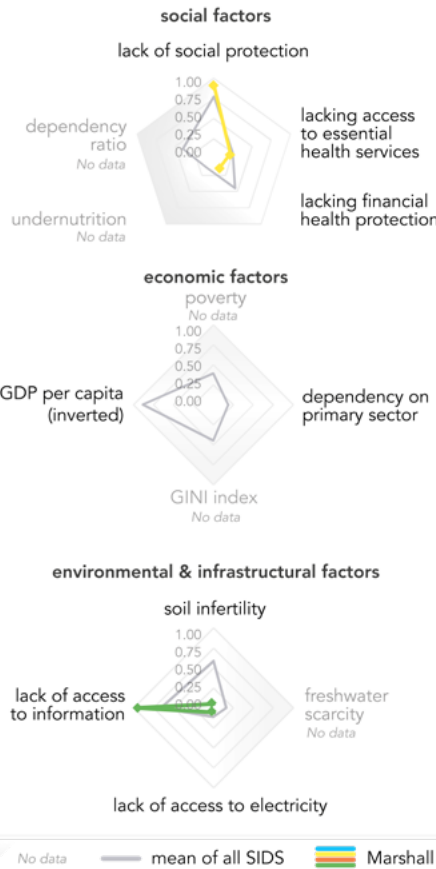 social factors
lack of social protection
1.00
0.75
0.50
0.25
0.00
dependency
ratio
No data
lacking access
to essential
health services
undernutrition
No data
lacking financial
health protection
economic factors
poverty
No data
1.00
0.75
0.50
0.25
0.00
GDP per capita
(inverted)
dependency on
primary sector
GINI index
No data
environmental & infrastructural factors
soil infertility
1.00
0.75
0.50
0.25
0.00
lack of access
to information
freshwater
scarcity
No data
lack of access to electricity
No data mean of all SIDS Marshall